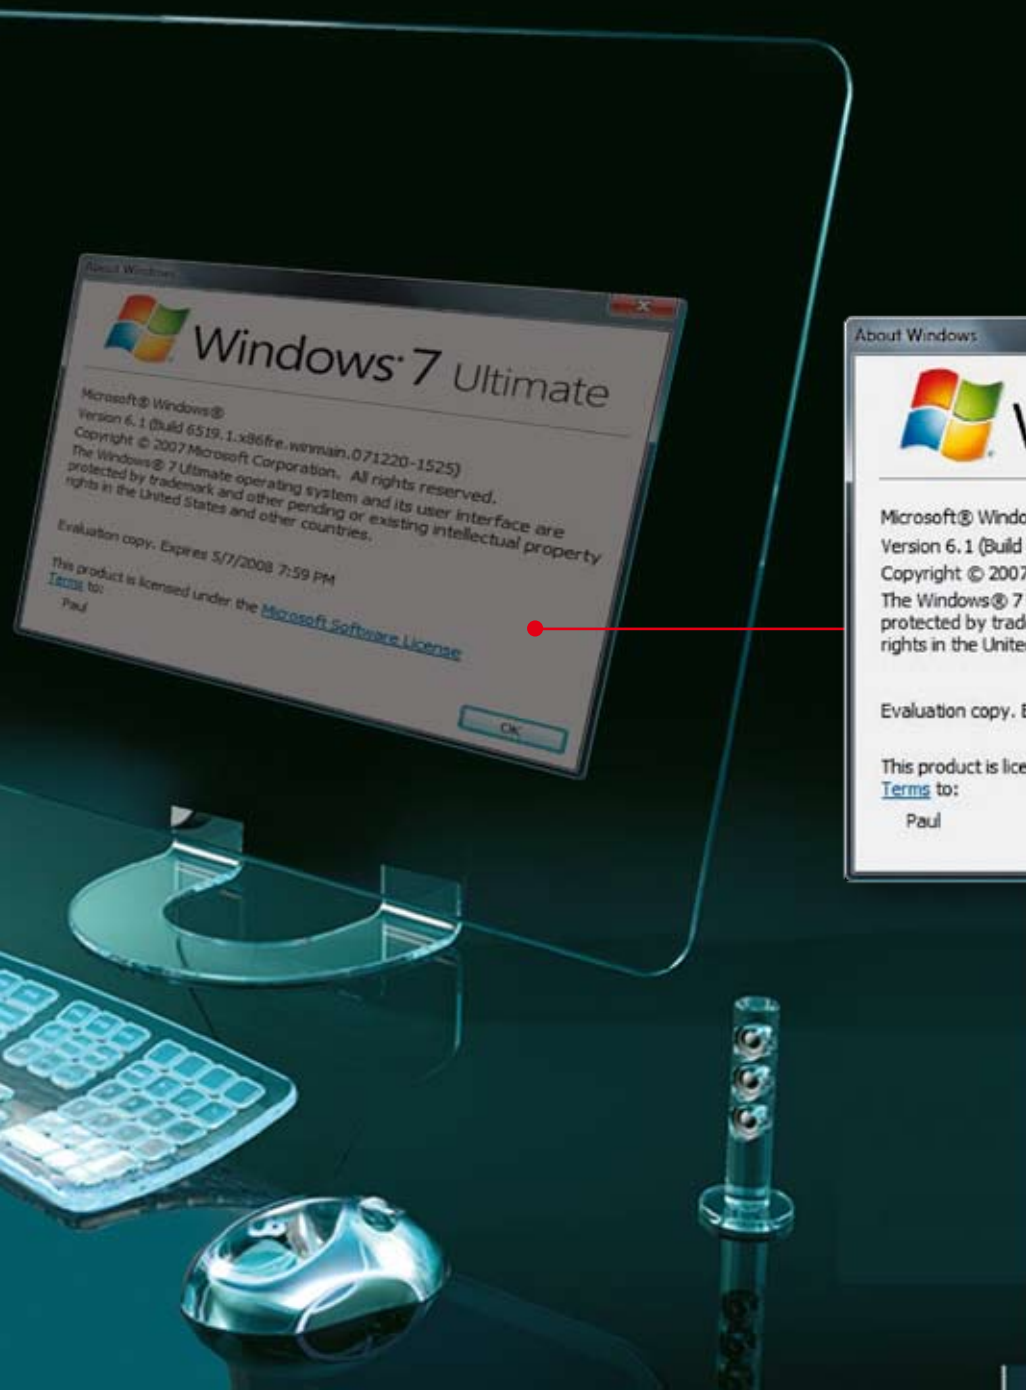 About Windows
Windows® 7 Ultimate
Microsoft® Windows®
Version 6.1 (Build 6519.1.x86fre.winmain.071220-1525)
Copyright © 2007 Microsoft Corporation. All rights reserved.
The Windows® 7 Ultimate operating system and its user interface are
protected by trademark and other pending or existing intellectual property
rights in the United States and other countries.
Evaluation copy. Expires 5/7/2008 7:59 PM
This product is licensed under the Microsoft Software License
Terms to:
Paul
OK
About Windows
W
Microsoft® Windo
Version 6.1 (Build
Copyright © 2007
The Windows® 7
protected by trad
rights in the Unite
Evaluation copy. E
This product is lice
Terms to:
Paul